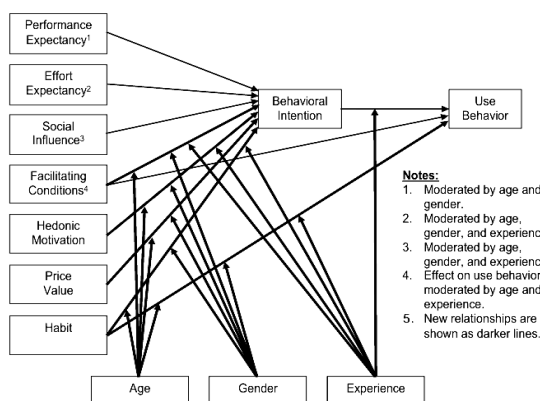 Performance
Expectancy¹
Effort
Expectancy²
Social
Influence³
Facilitating
Conditions⁴
Hedonic
Motivation
Price
Value
Habit
Behavioral
Intention
Use
Behavior
Notes:
1. Moderated by age and
gender.
2. Moderated by age,
gender, and experienc
3. Moderated by age,
gender, and experienc
4. Effect on use behavior
moderated by age and
experience.
5. New relationships are
shown as darker lines.
Age
Gender
Experience